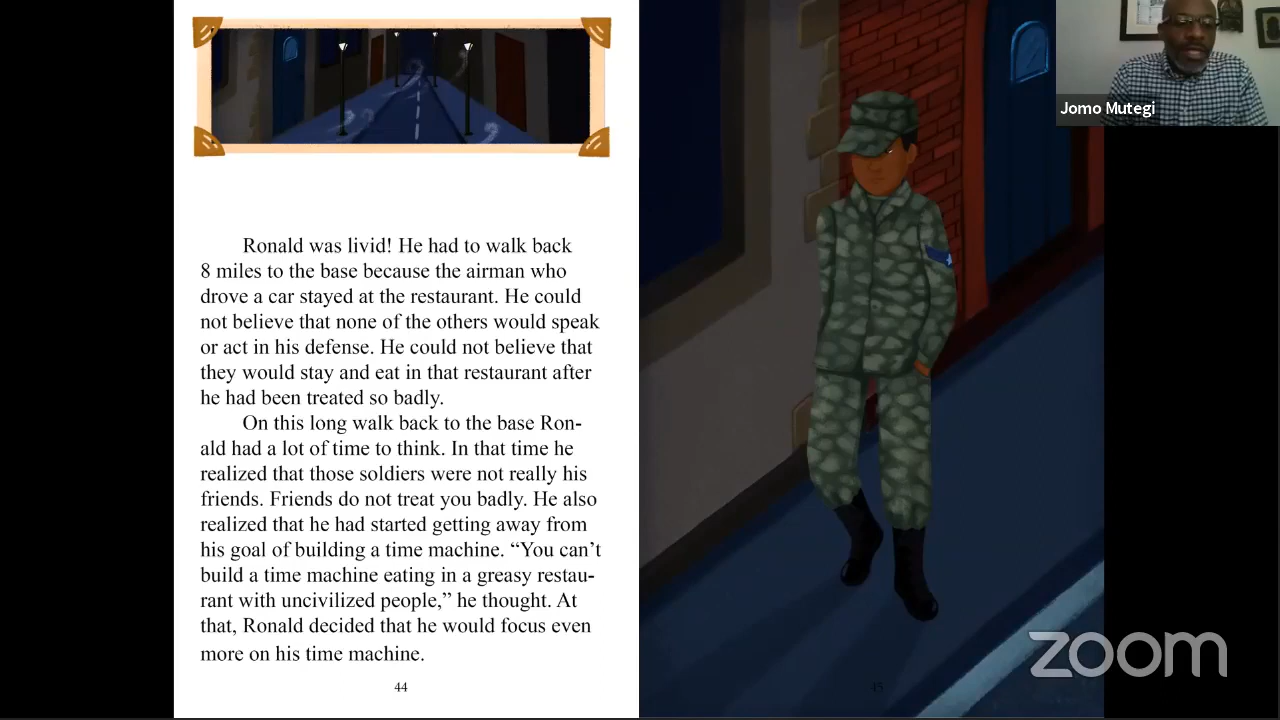 Ronald was livid! He had to walk back
8 miles to the base because the airman who
drove a car stayed at the restaurant. He could
not believe that none of the others would speak
or act in his defense. He could not believe that
they would stay and eat in that restaurant after
he had been treated so badly.
On this long walk back to the base Ron-
ald had a lot of time to think. In that time he
realized that those soldiers were not really his
friends. Friends do not treat you badly. He also
realized that he had started getting away from
his goal of building a time machine. “You can’t
build a time machine eating in a greasy restau-
rant with uncivilized people,” he thought. At
that, Ronald decided that he would focus even
more on his time machine.
44
45
Jomo Mutegi
zoom